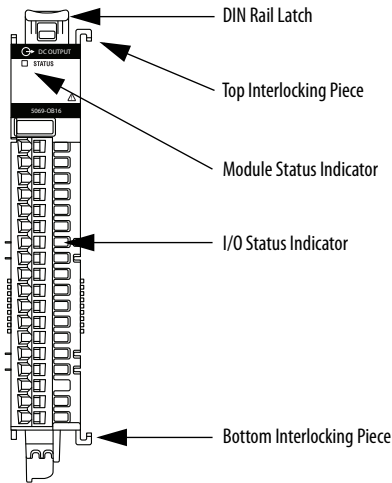 DIN Rail Latch
DC OUTPUT
STATUS
Top Interlocking Piece
5069-OB16
Module Status Indicator
I/O Status Indicator
Bottom Interlocking Piece